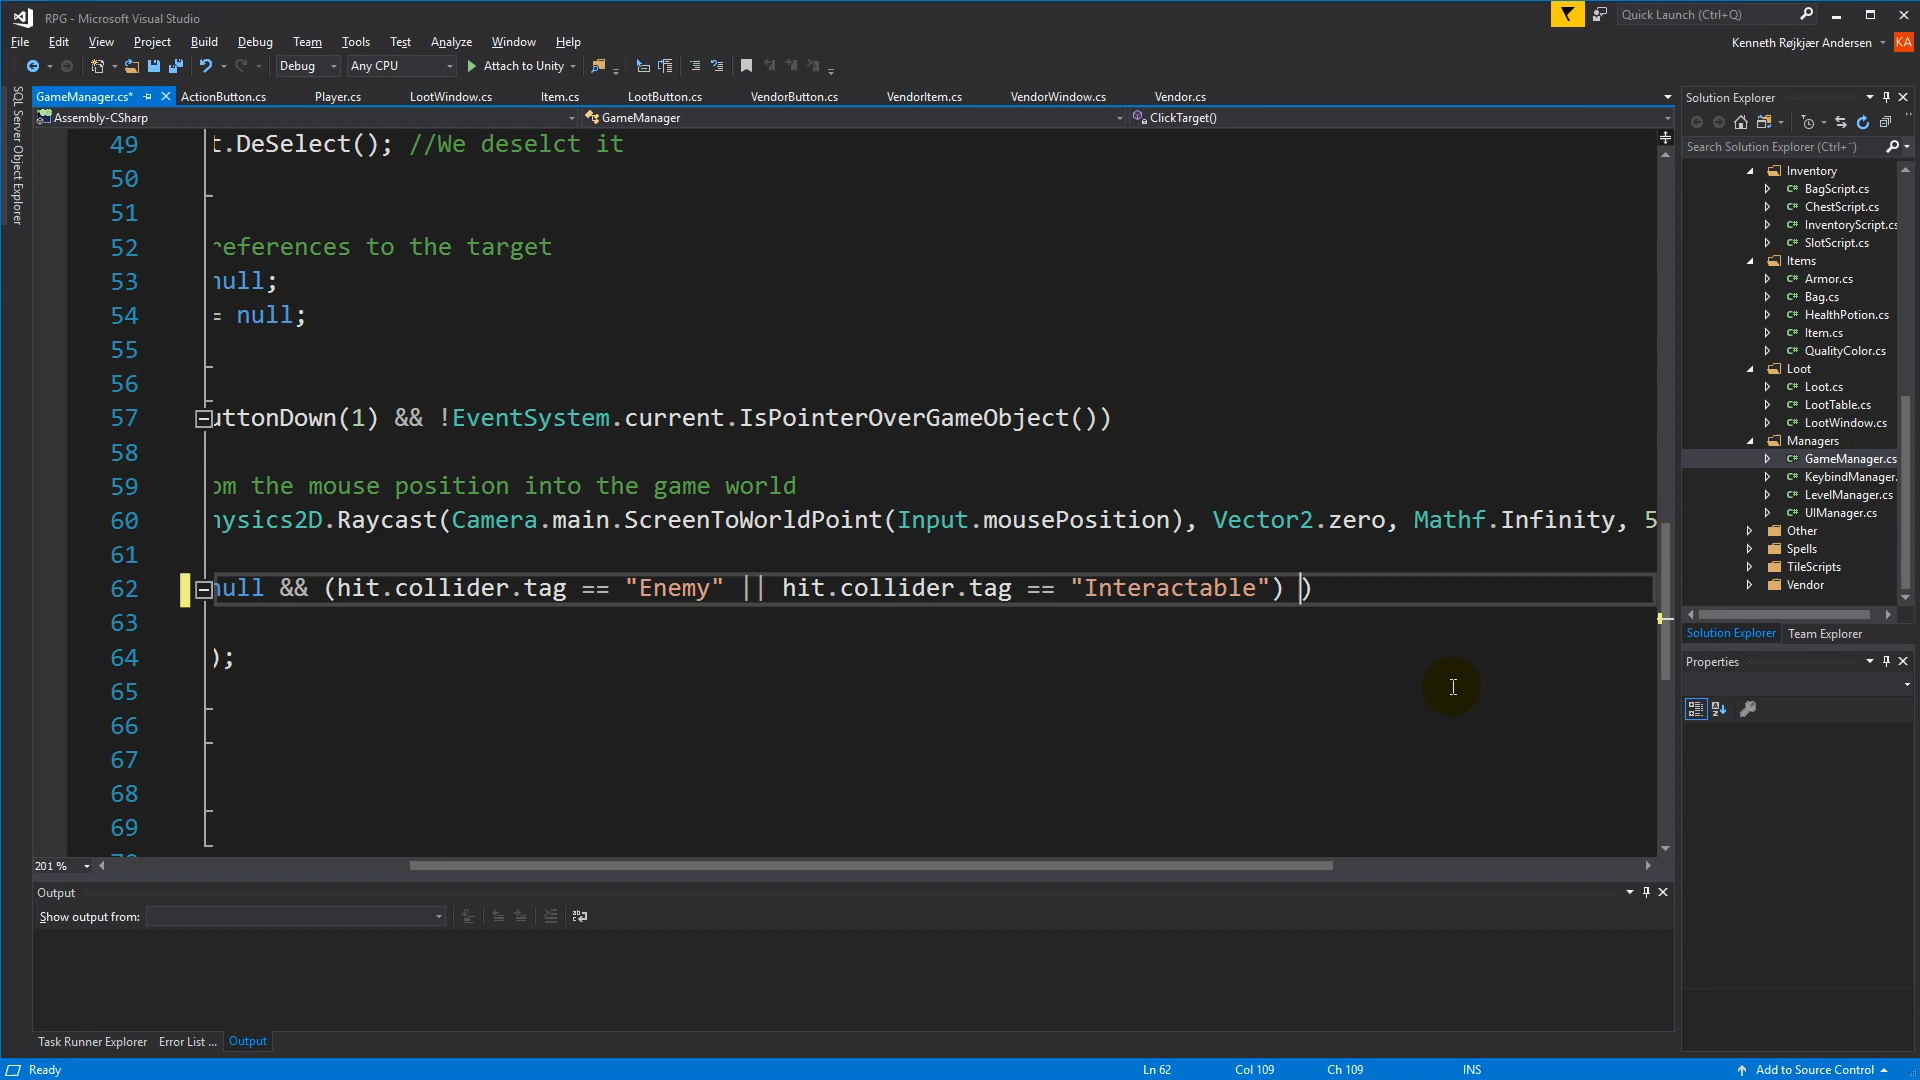 RPG - Microsoft Visual Studio
Quick Launch (Ctrl+Q)
File Edit View Project Build Debug Team Tools Test Analyze Window Help
Kenneth Røjkjær Andersen KA
Debug Any CPU Attach to Unity
SQL Server Object Explorer
GameManager.cs* ActionButton.cs Player.cs LootWindow.cs Item.cs LootButton.cs VendorButton.cs VendorItem.cs VendorWindow.cs Vendor.cs
Assembly-CSharp GameManager ClickTarget()
49 t.DeSelect(); //We deselct it
50
51
52 references to the target
53 null;
54 = null;
55
56
57 uttonDown(1) && !EventSystem.current.IsPointerOverGameObject())
58
59 om the mouse position into the game world
60 hysics2D.Raycast(Camera.main.ScreenToWorldPoint(Input.mousePosition), Vector2.zero, Mathf.Infinity, 5
61
62 null && (hit.collider.tag == "Enemy" || hit.collider.tag == "Interactable") )
63
64 );
65
66
67
68
69
70
201 %
Solution Explorer
Search Solution Explorer (Ctrl+¨)
Inventory
BagScript.cs
ChestScript.cs
InventoryScript.cs
SlotScript.cs
Items
Armor.cs
Bag.cs
HealthPotion.cs
Item.cs
QualityColor.cs
Loot
Loot.cs
LootTable.cs
LootWindow.cs
Managers
GameManager.cs
KeybindManager.
LevelManager.cs
UIManager.cs
Other
Spells
TileScripts
Vendor
Solution Explorer Team Explorer
Properties
Output
Show output from:
Task Runner Explorer Error List ... Output
Ready Ln 62 Col 109 Ch 109 INS Add to Source Control